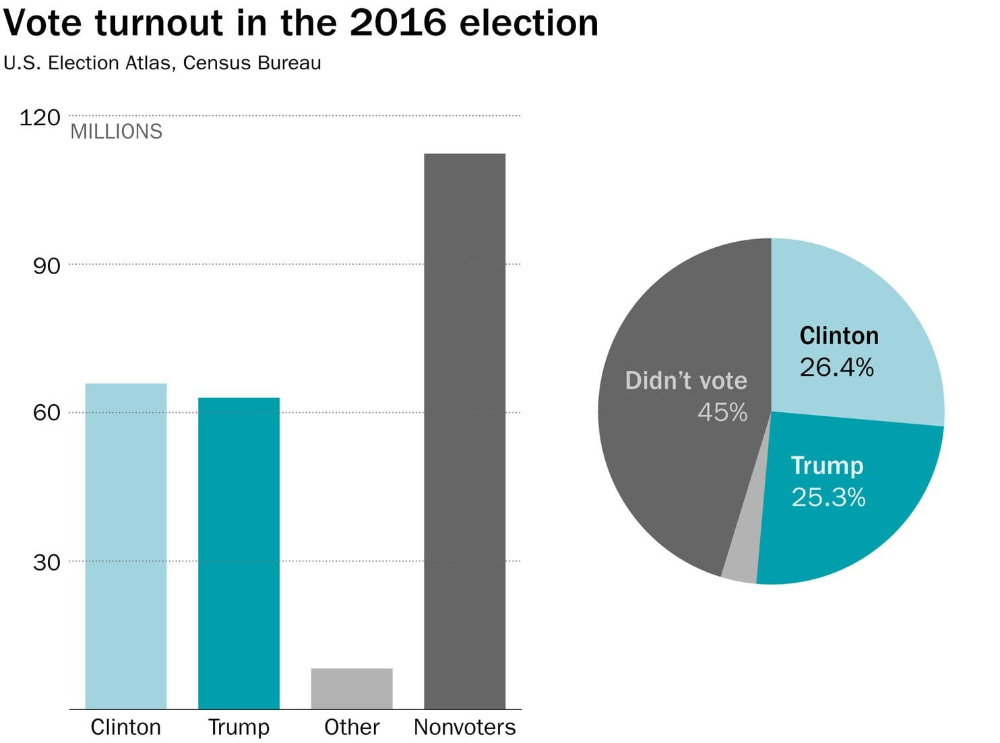 Vote turnout in the 2016 election
U.S. Election Atlas, Census Bureau
120
MILLIONS
90
60
30
Clinton
Trump
Other
Nonvoters
Clinton
26.4%
Didn’t vote
45%
Trump
25.3%